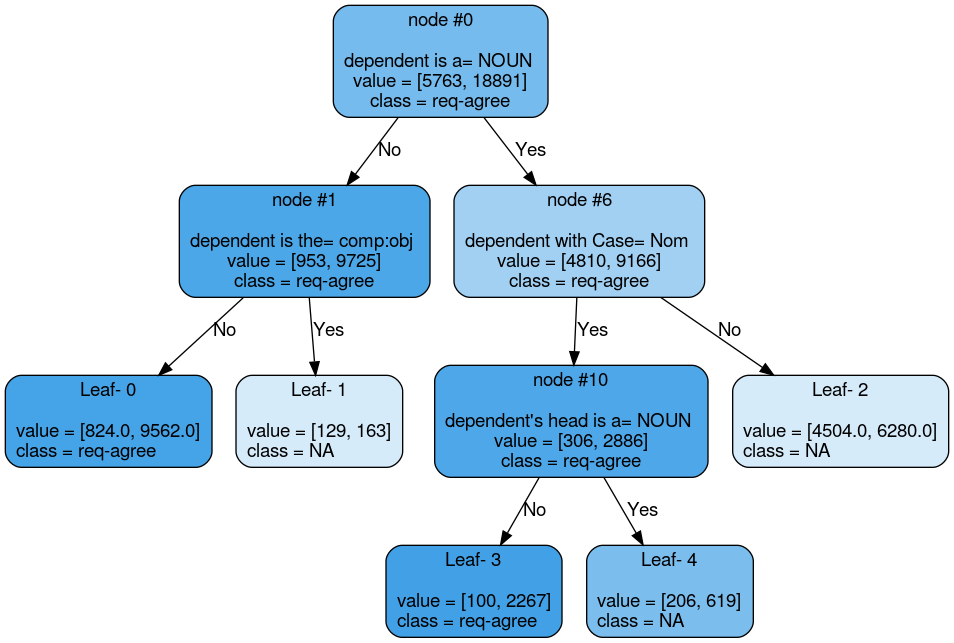 node #0
dependent is a= NOUN
value = [5763, 18891]
class = req-agree
No
Yes
node #1
dependent is the= comp:obj
value = [953, 9725]
class = req-agree
node #6
dependent with Case= Nom
value = [4810, 9166]
class = req-agree
No
Yes
Yes
No
Leaf- 0
value = [824.0, 9562.0]
class = req-agree
Leaf- 1
value = [129, 163]
class = NA
node #10
dependent's head is a= NOUN
value = [306, 2886]
class = req-agree
Leaf- 2
value = [4504.0, 6280.0]
class = NA
No
Yes
Leaf- 3
value = [100, 2267]
class = req-agree
Leaf- 4
value = [206, 619]
class = NA